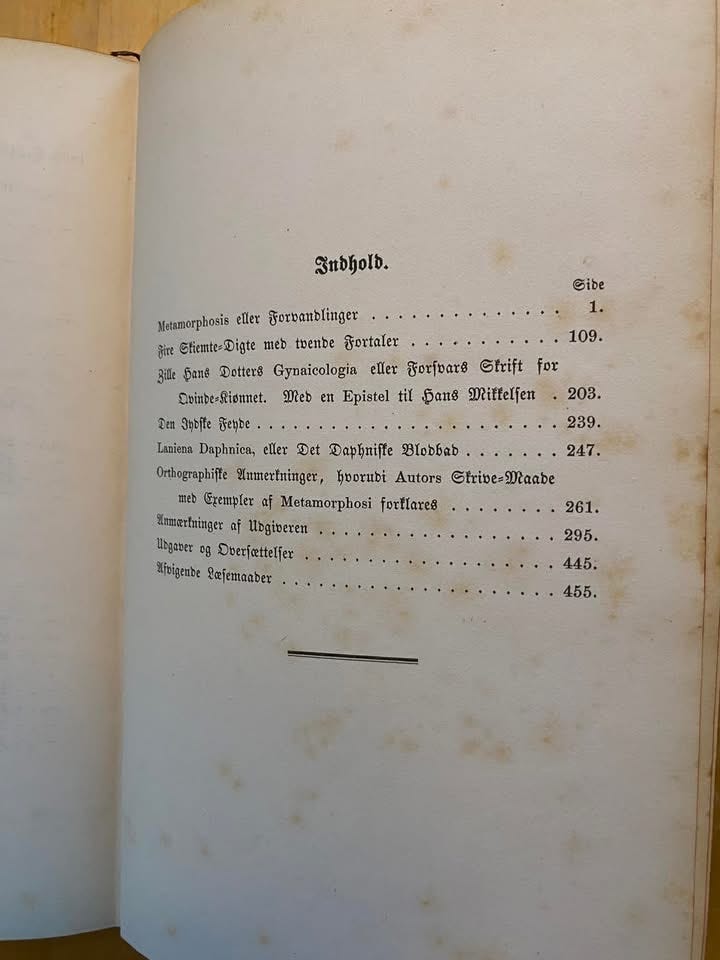 Indhold.
Side
Metamorphosis eller Forvandlinger . . . . . . . . . . . . . . 1.
Fire Skiemte-Digte med tvende Fortaler . . . . . . . . . . . 109.
Zille Hans Dotters Gynaicologia eller Forsvars Skrift for
Qvinde-Kiønnet. Med en Epistel til Hans Mikkelsen . 203.
Den Jydske Feyde . . . . . . . . . . . . . . . . . . . . . . . 239.
Laniena Daphnica, eller Det Daphniske Blodbad . . . . . . . 247.
Orthographiske Anmerkninger, hvorudi Autors Skrive-Maade
med Exempler af Metamorphosi forklares . . . . . . . . 261.
Anmærkninger af Udgiveren . . . . . . . . . . . . . . . . . . 295.
Udgaver og Oversættelser . . . . . . . . . . . . . . . . . . . 445.
Afvigende Læsemaader . . . . . . . . . . . . . . . . . . . . . 455.